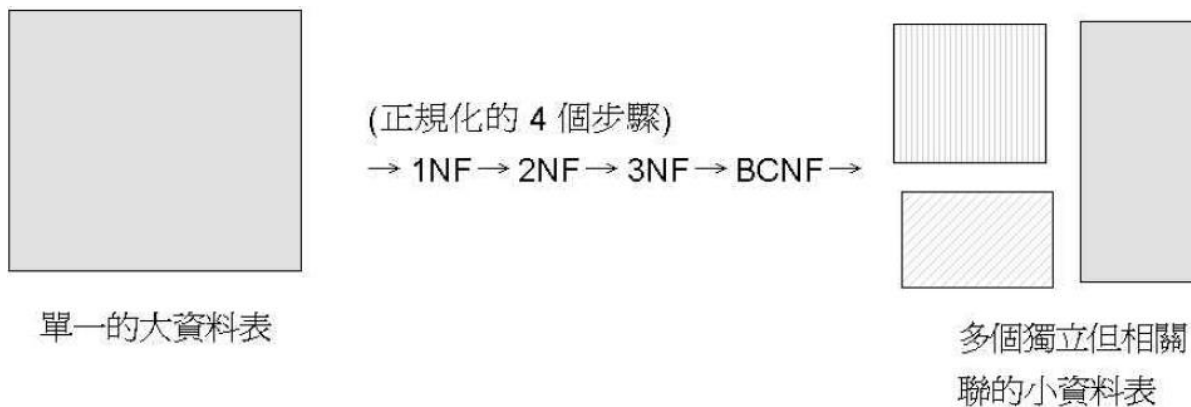 (正規化的 4 個步驟)
→ 1NF → 2NF → 3NF → BCNF →
單一的大資料表
多個獨立但相關
聯的小資料表